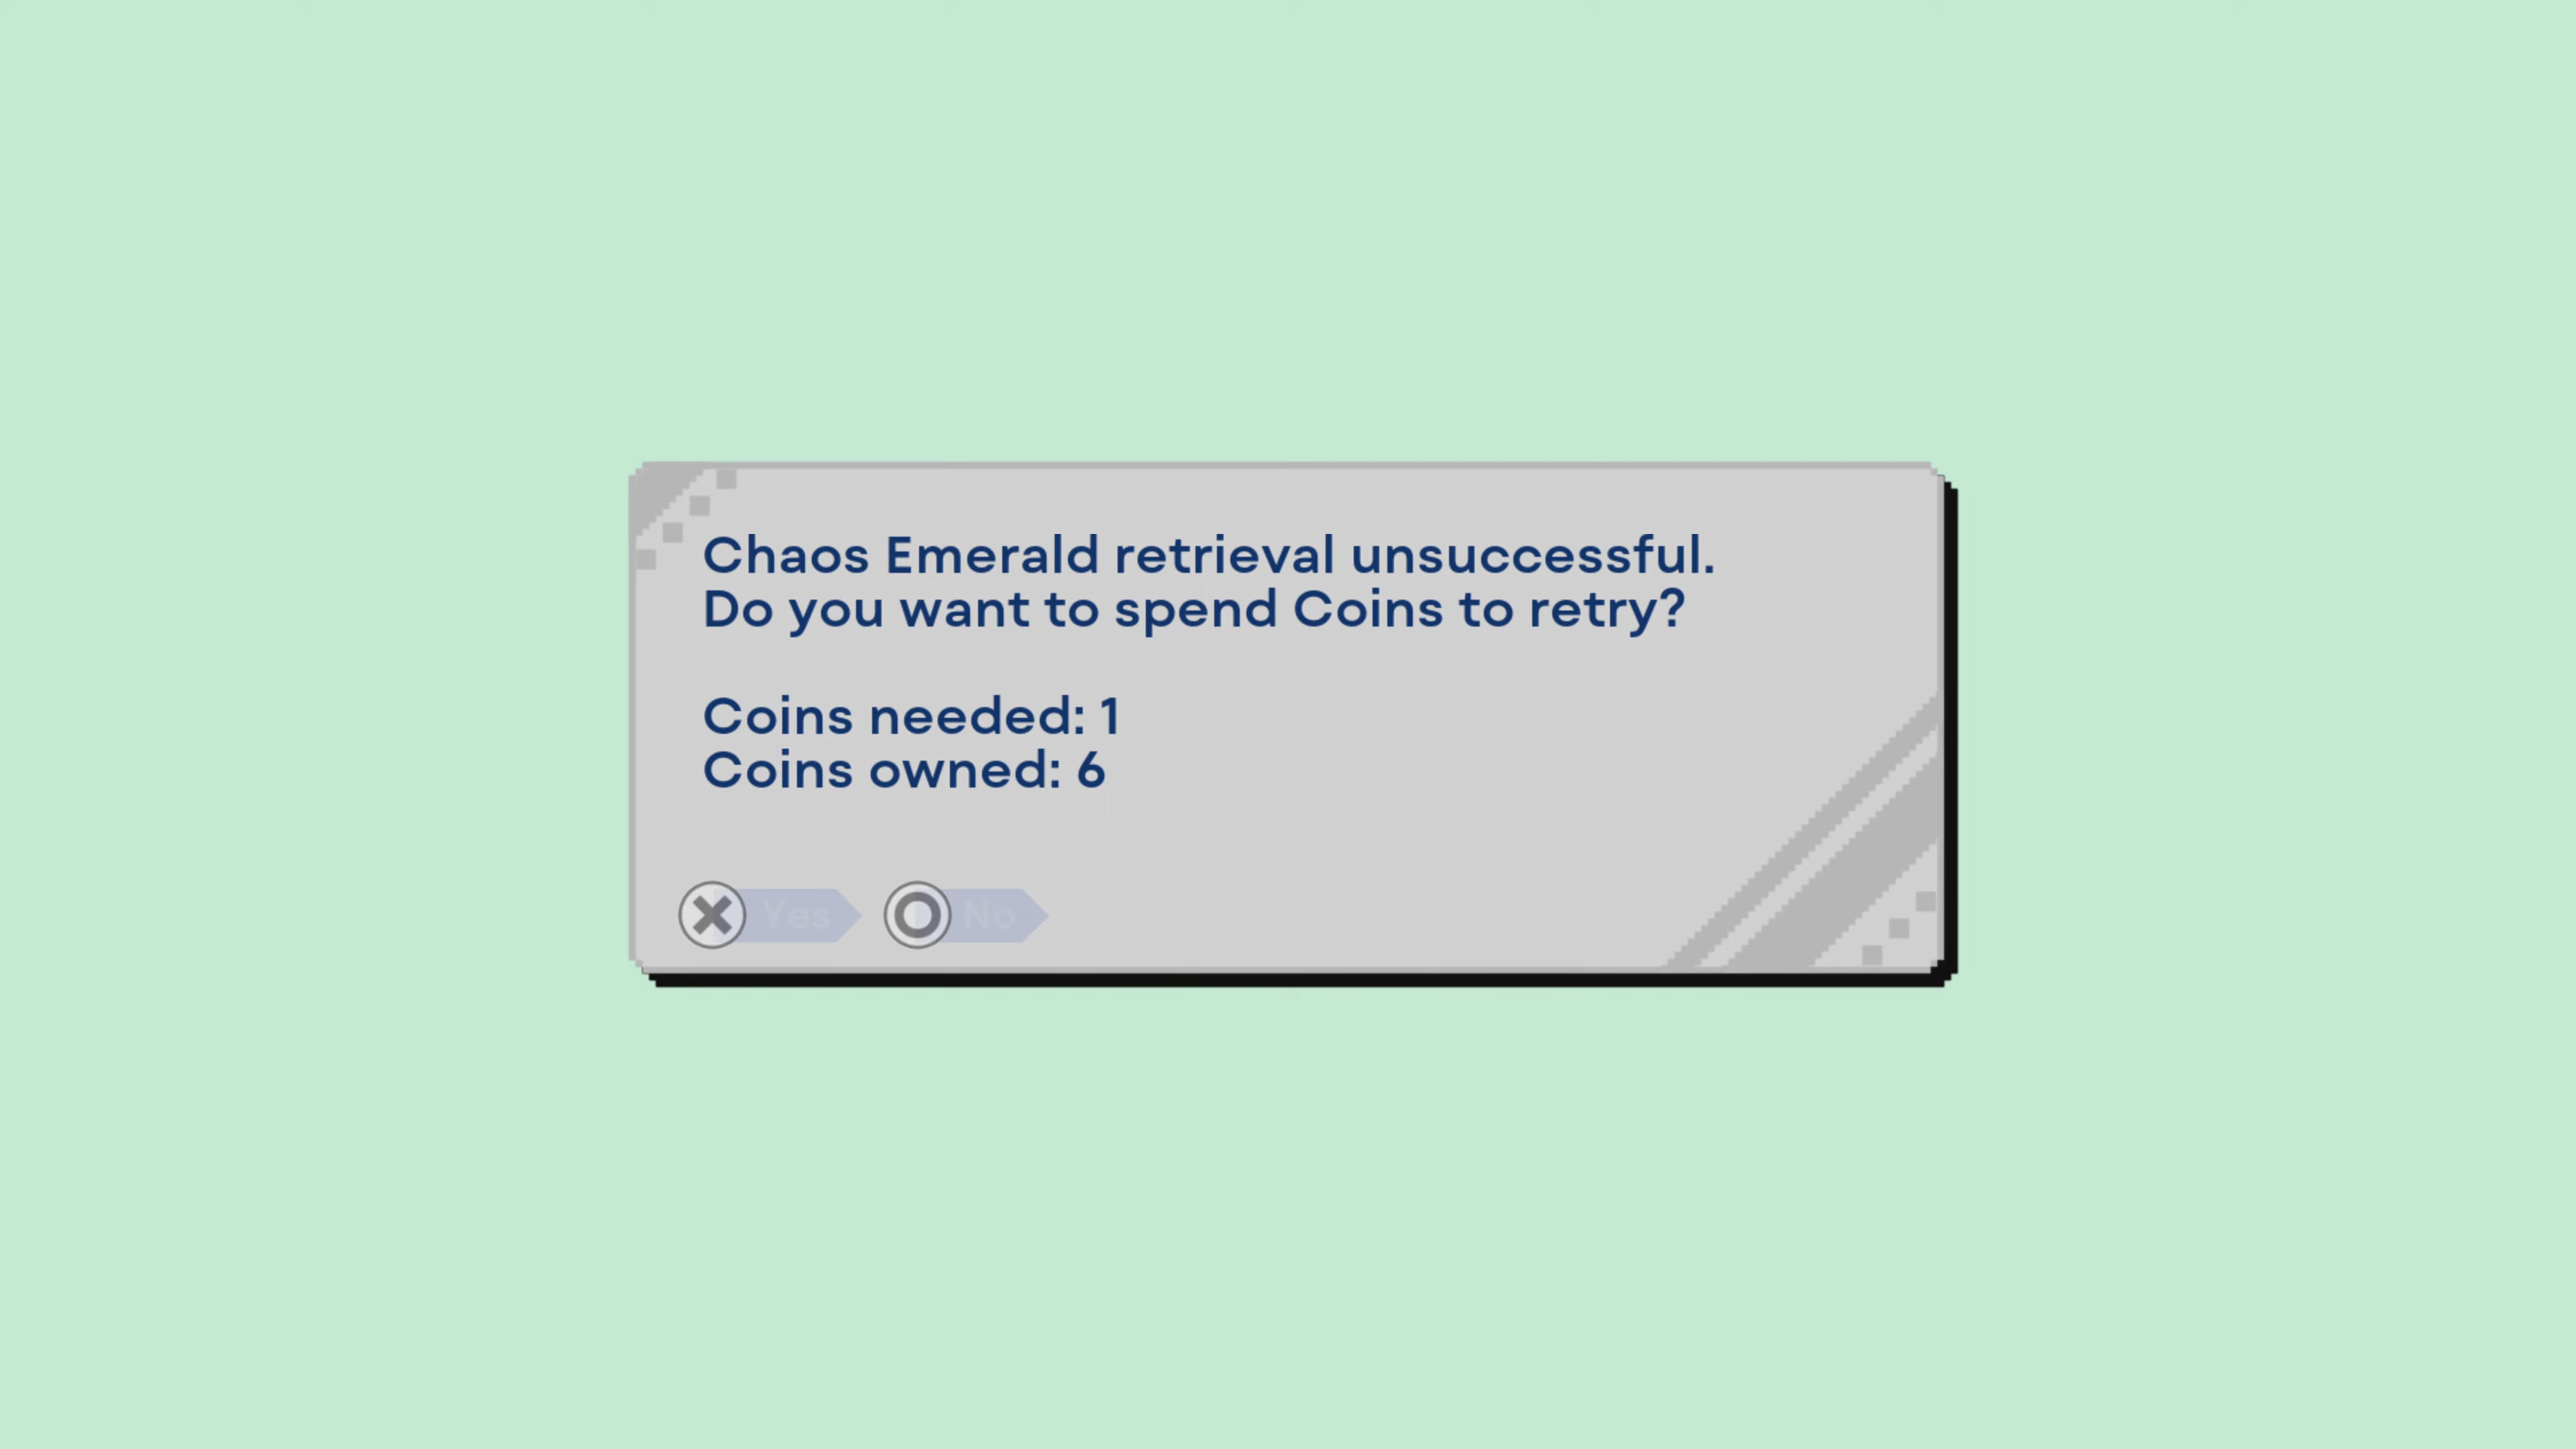 Chaos Emerald retrieval unsuccessful.
Do you want to spend Coins to retry?
Coins needed: 1
Coins owned: 6
Yes No